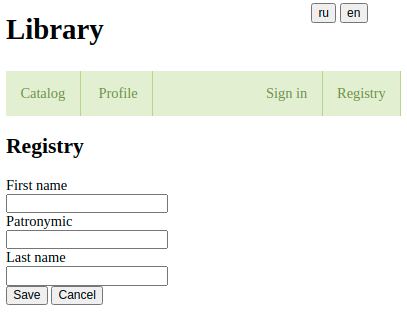 ru en
Library
Catalog Profile Sign in Registry
Registry
First name
Patronymic
Last name
Save Cancel